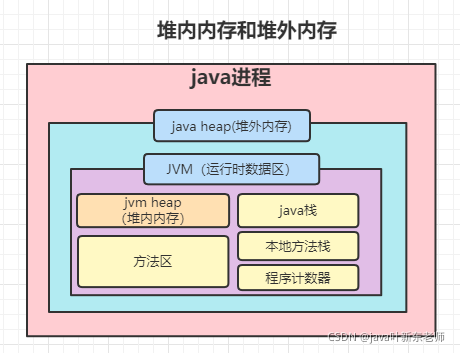 堆内内存和堆外内存
java进程
java heap(堆外内存)
JVM（运行时数据区）
jvm heap
（堆内内存）
java栈
方法区
本地方法栈
程序计数器
CSDN @java叶新东老师